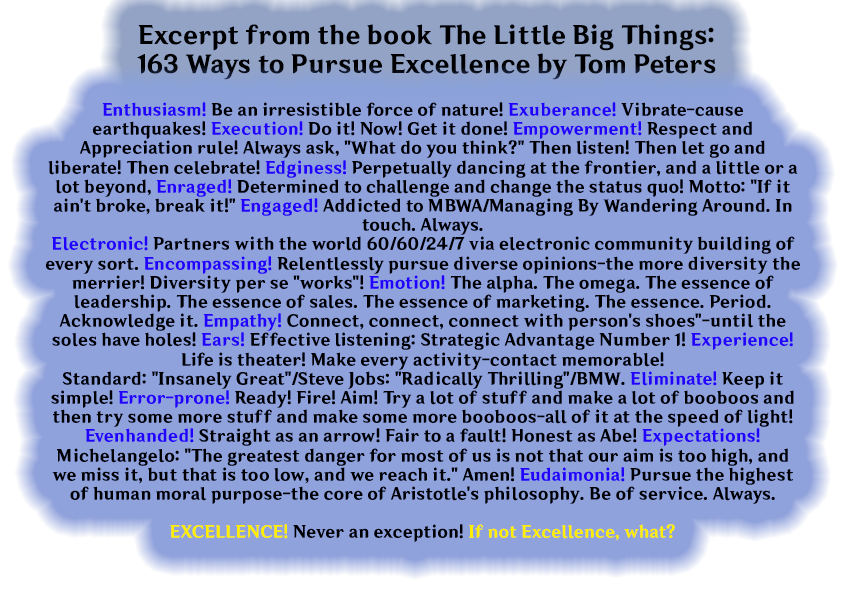 Excerpt from the book The Little Big Things:
163 Ways to Pursue Excellence by Tom Peters
Enthusiasm! Be an irresistible force of nature! Exuberance! Vibrate-cause
earthquakes! Execution! Do it! Now! Get it done! Empowerment! Respect and
Appreciation rule! Always ask, "What do you think?" Then listen! Then let go and
liberate! Then celebrate! Edginess! Perpetually dancing at the frontier, and a little or a
lot beyond, Enraged! Determined to challenge and change the status quo! Motto: "If it
ain't broke, break it!" Engaged! Addicted to MBWA/Managing By Wandering Around. In
touch. Always.
Electronic! Partners with the world 60/60/24/7 via electronic community building of
every sort. Encompassing! Relentlessly pursue diverse opinions-the more diversity the
merrier! Diversity per se "works"! Emotion! The alpha. The omega. The essence of
leadership. The essence of sales. The essence of marketing. The essence. Period.
Acknowledge it. Empathy! Connect, connect, connect with person's shoes"-until the
soles have holes! Ears! Effective listening: Strategic Advantage Number 1! Experience!
Life is theater! Make every activity-contact memorable!
Standard: "Insanely Great"/Steve Jobs: "Radically Thrilling"/BMW. Eliminate! Keep it
simple! Error-prone! Ready! Fire! Aim! Try a lot of stuff and make a lot of booboos and
then try some more stuff and make some more booboos-all of it at the speed of light!
Evenhanded! Straight as an arrow! Fair to a fault! Honest as Abe! Expectations!
Michelangelo: "The greatest danger for most of us is not that our aim is too high, and
we miss it, but that is too low, and we reach it." Amen! Eudaimonia! Pursue the highest
of human moral purpose-the core of Aristotle's philosophy. Be of service. Always.
EXCELLENCE! Never an exception! If not Excellence, what?